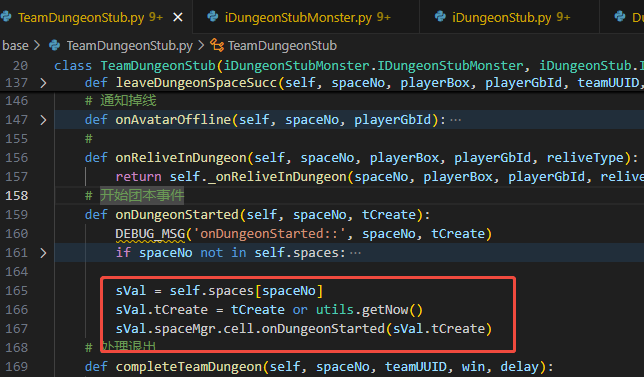 TeamDungeonStub.py 9+ × iDungeonStubMonster.py 9+ iDungeonStub.py 9+
base > TeamDungeonStub.py > TeamDungeonStub
20 class TeamDungeonStub(iDungeonStubMonster.IDungeonStubMonster, iDungeonStub.I
137 > def leaveDungeonSpaceSucc(self, spaceNo, playerBox, playerGbId, teamUUID,
146 # 通知掉线
147 > def onAvatarOffline(self, spaceNo, playerGbId):…
155 #
156 def onReliveInDungeon(self, spaceNo, playerBox, playerGbId, reliveType):
157 return self._onReliveInDungeon(spaceNo, playerBox, playerGbId, relive
158 # 开始团本事件
159 def onDungeonStarted(self, spaceNo, tCreate):
160 DEBUG_MSG('onDungeonStarted::', spaceNo, tCreate)
161 > if spaceNo not in self.spaces:…
164
165 sVal = self.spaces[spaceNo]
166 sVal.tCreate = tCreate or utils.getNow()
167 sVal.spaceMgr.cell.onDungeonStarted(sVal.tCreate)
168 # 处理退出
169 def completeTeamDungeon(self, spaceNo, teamUUID, win, delay):